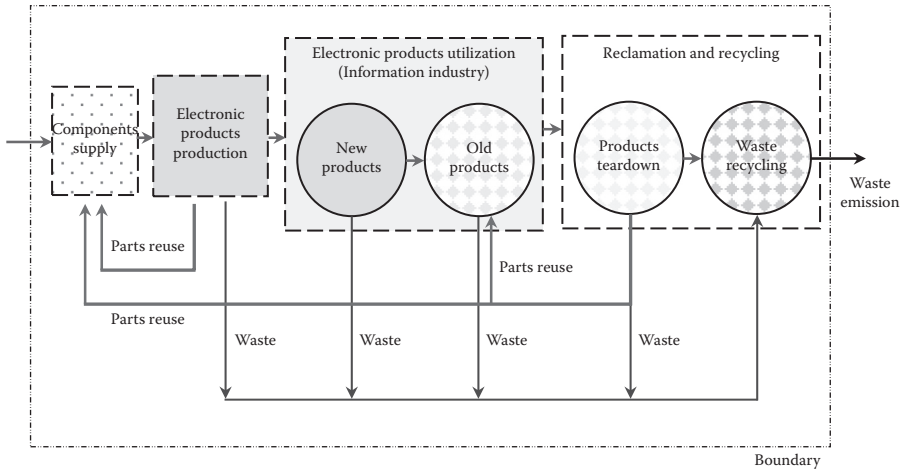 Electronic products utilization
(Information industry)
Reclamation and recycling
Components
supply
Electronic
products
production
New
products
Old
products
Products
teardown
Waste
recycling
Waste
emission
Parts reuse
Parts reuse
Parts reuse
Waste
Waste
Waste
Waste
Boundary